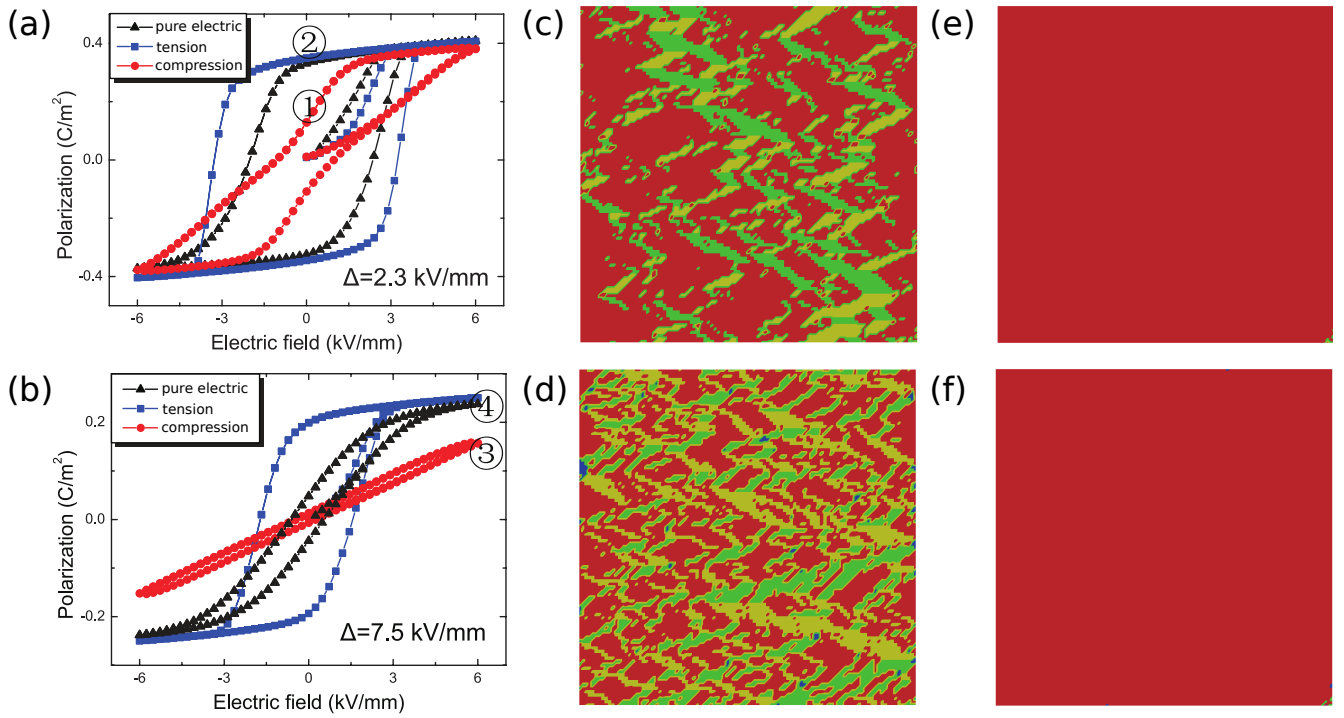 (a)
pure electric
tension
compression
②
①
0.4
0.0
-0.4
Polarization (C/m²)
Δ=2.3 kV/mm
-6 -3 0 3 6
Electric field (kV/mm)
(c)
(e)
(b)
pure electric
tension
compression
④
③
0.2
0.0
-0.2
Polarization (C/m²)
Δ=7.5 kV/mm
-6 -3 0 3 6
Electric field (kV/mm)
(d)
(f)